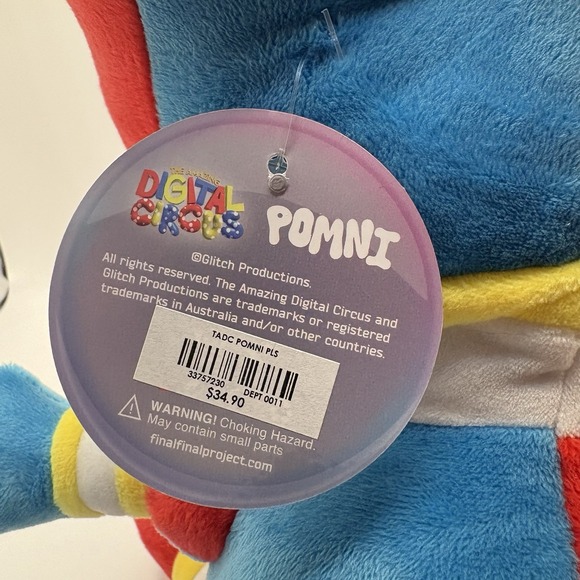 THE AMAZING
DIGITAL
CIRCUS
POMNI
©Glitch Productions.
All rights reserved. The Amazing Digital Circus and
Glitch Productions are trademarks or registered
trademarks in Australia and/or other countries.
TADC POMNI PLS
33757230 DEPT 0011
$34.90
WARNING! Choking Hazard.
May contain small parts
finalfinalproject.com